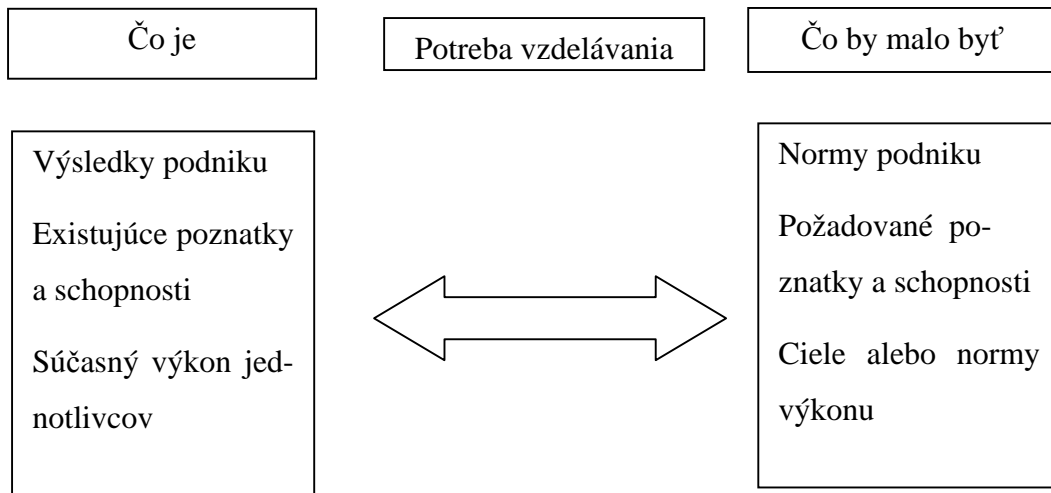 Čo je
Potreba vzdelávania
Čo by malo byť
Výsledky podniku
Existujúce poznatky
a schopnosti
Súčasný výkon jed-
notlivcov
Normy podniku
Požadované po-
znatky a schopnosti
Ciele alebo normy
výkonu